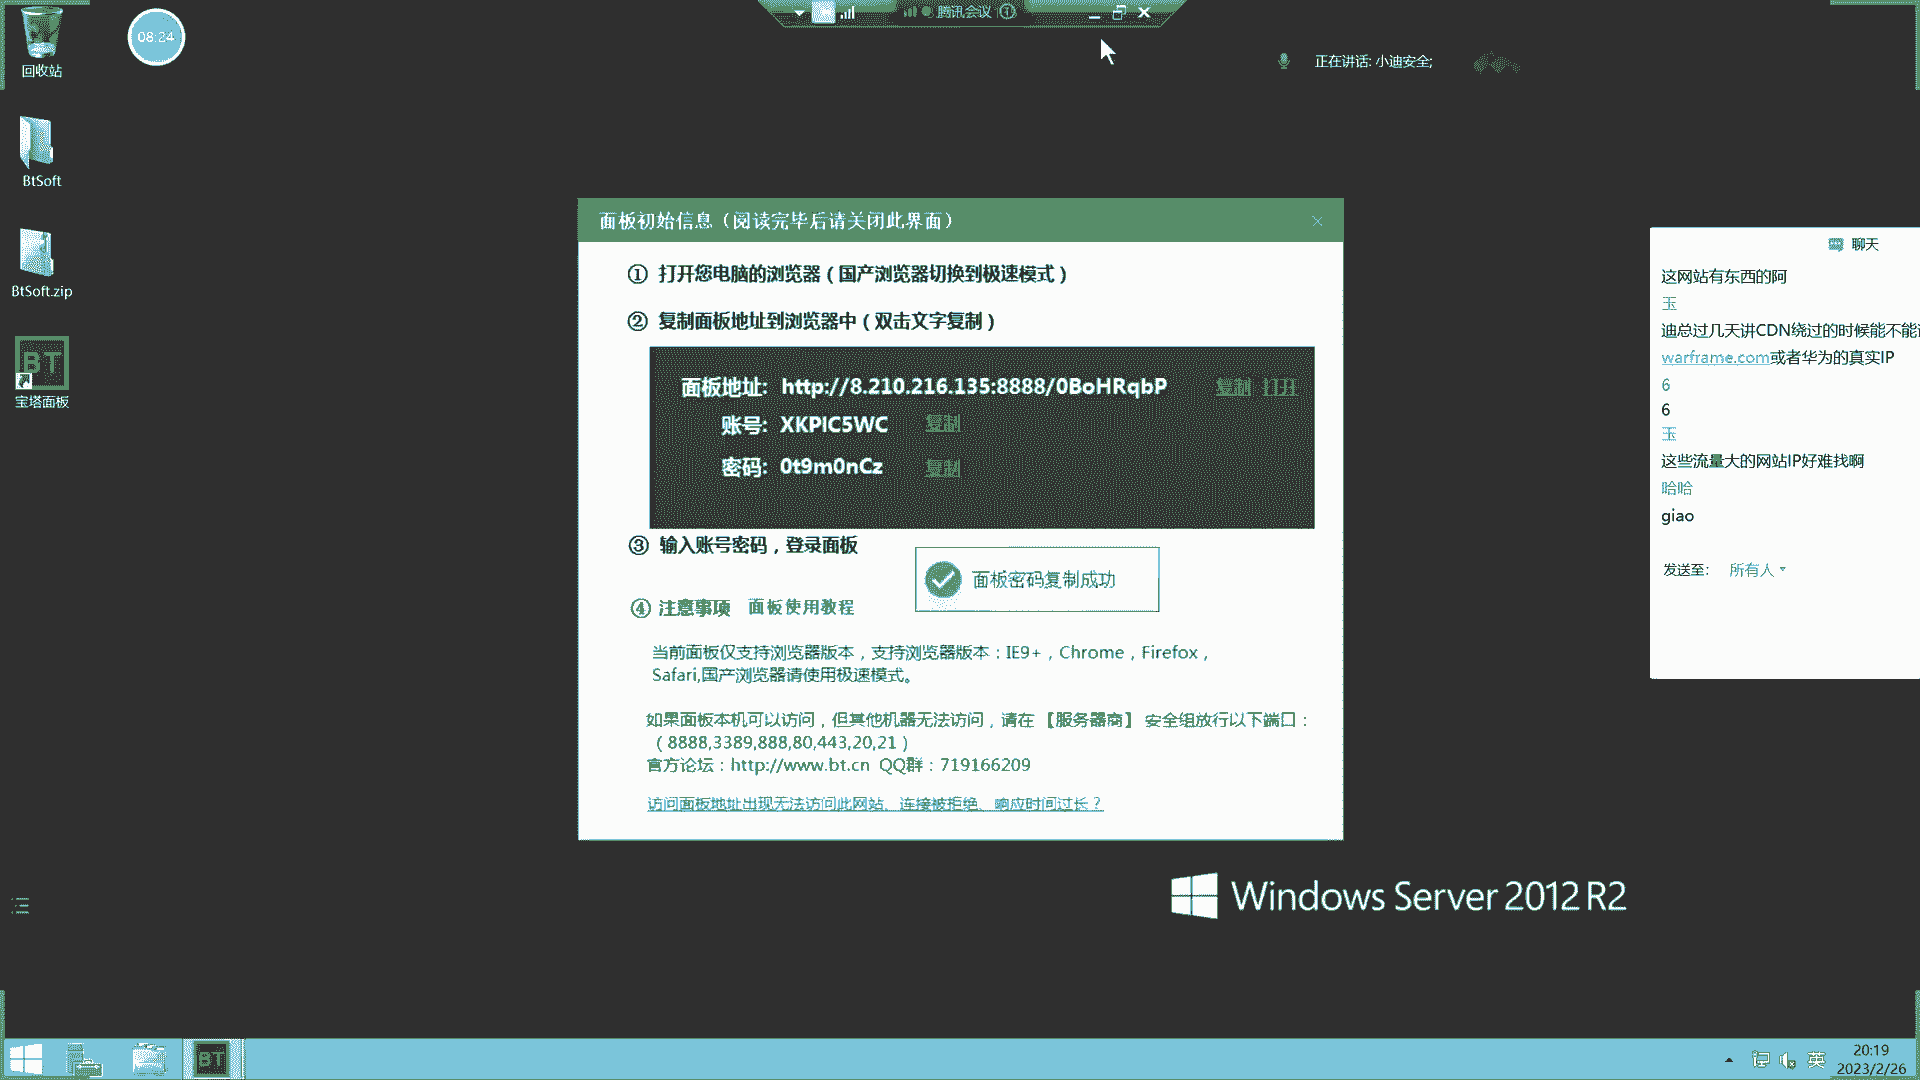 腾讯会议
回收站
08:24
正在讲话: 小迪安全;
BtSoft
BtSoft.zip
BT
宝塔面板
面板初始信息（阅读完毕后请关闭此界面）
① 打开您电脑的浏览器 ( 国产浏览器切换到极速模式 )
② 复制面板地址到浏览器中 ( 双击文字复制 )
面板地址: http://8.210.216.135:8888/0BoHRqbP 复制 打开
账号: XKPIC5WC 复制
密码: 0t9m0nCz 复制
③ 输入账号密码，登录面板
面板密码复制成功
④ 注意事项 面板使用教程
当前面板仅支持浏览器版本，支持浏览器版本：IE9+，Chrome，Firefox，
Safari,国产浏览器请使用极速模式。
如果面板本机可以访问，但其他机器无法访问，请在 【服务器商】 安全组放行以下端口：
（8888,3389,888,80,443,20,21）
官方论坛：http://www.bt.cn QQ群：719166209
访问面板地址出现无法访问此网站、连接被拒绝、响应时间过长？
聊天
这网站有东西的阿
玉
迪总过几天讲CDN绕过的时候能不能
warframe.com或者华为的真实IP
6
6
玉
这些流量大的网站IP好难找啊
哈哈
giao
发送至: 所有人
Windows Server 2012 R2
BT
英
20:19
2023/2/26